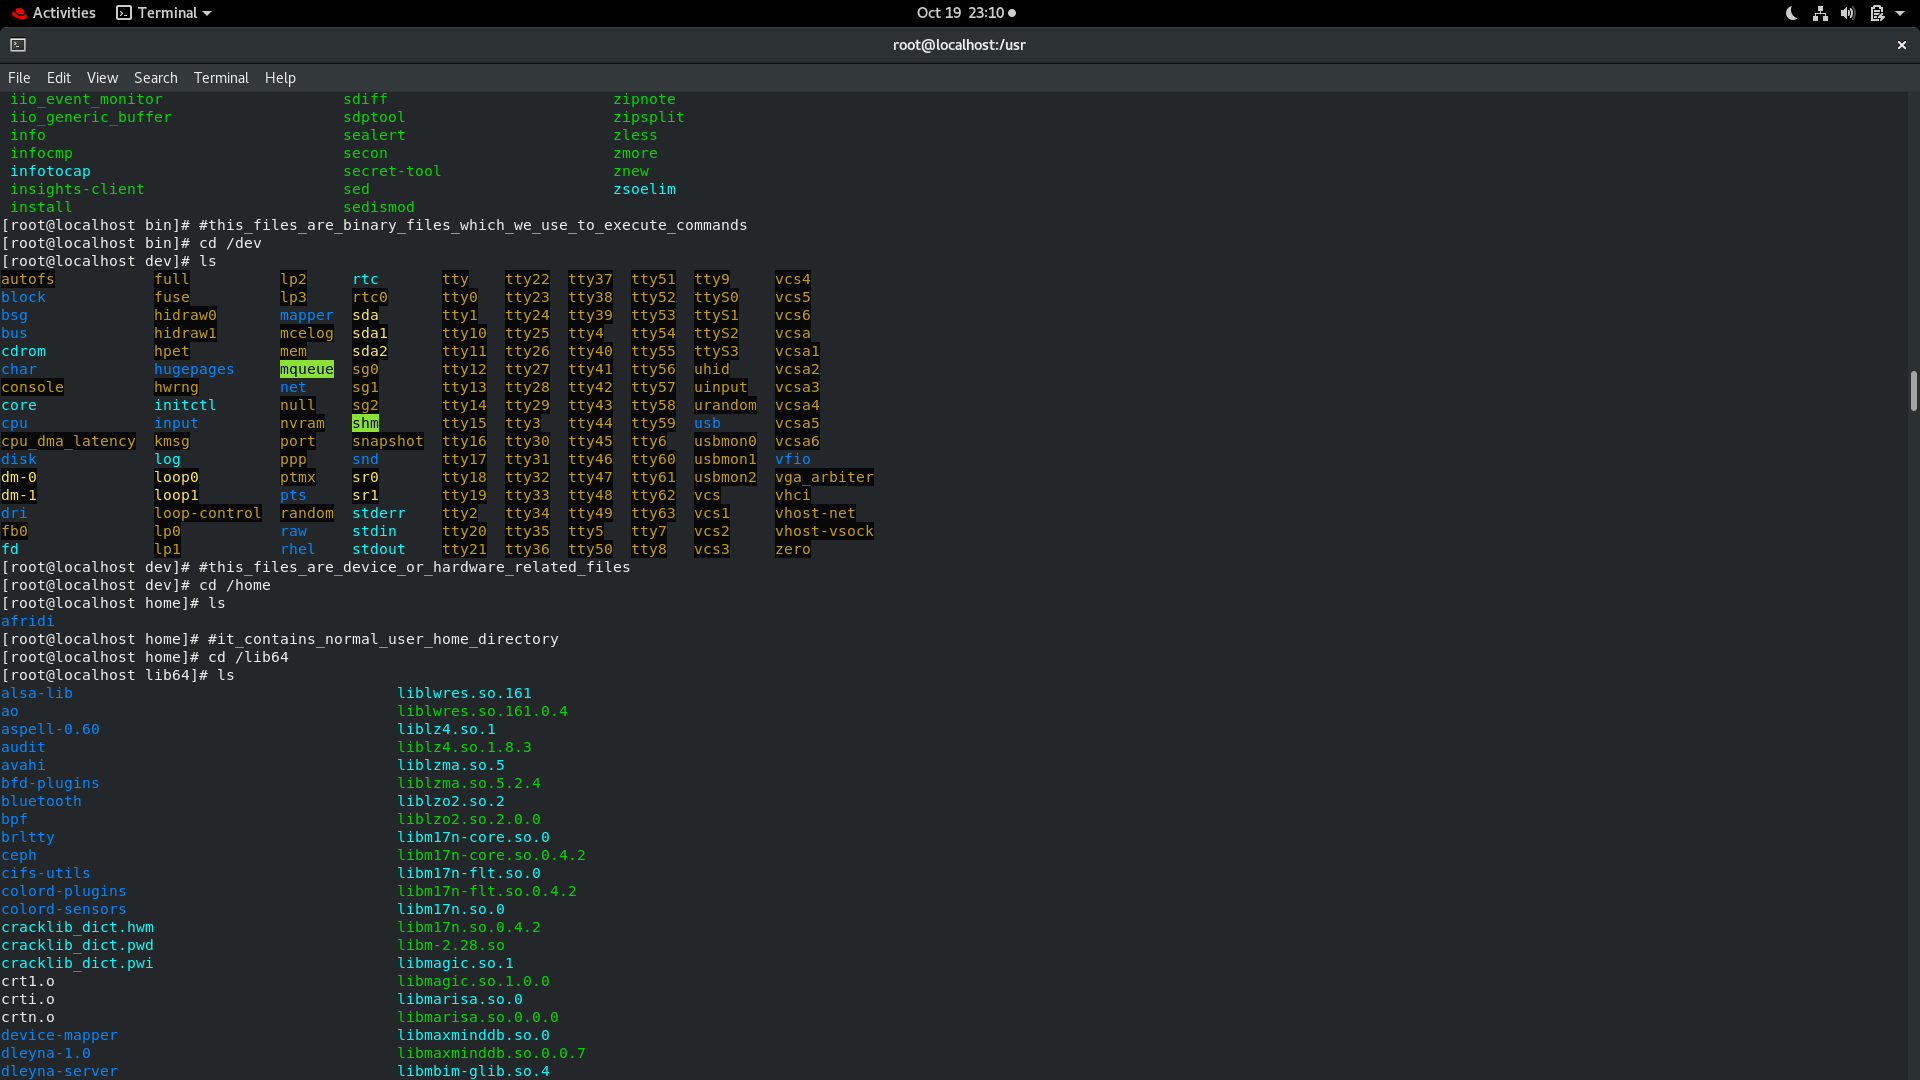 Activities Terminal Oct 19 23:10
root@localhost:/usr
File Edit View Search Terminal Help
iio_event_monitor sdiff zipnote
iio_generic_buffer sdptool zipsplit
info sealert zless
infocmp secon zmore
infotocap secret-tool znew
insights-client sed zsoelim
install sedismod
[root@localhost bin]# #this_files_are_binary_files_which_we_use_to_execute_commands
[root@localhost bin]# cd /dev
[root@localhost dev]# ls
autofs full lp2 rtc tty tty22 tty37 tty51 tty9 vcs4
block fuse lp3 rtc0 tty0 tty23 tty38 tty52 ttyS0 vcs5
bsg hidraw0 mapper sda tty1 tty24 tty39 tty53 ttyS1 vcs6
bus hidraw1 mcelog sda1 tty10 tty25 tty4 tty54 ttyS2 vcsa
cdrom hpet mem sda2 tty11 tty26 tty40 tty55 ttyS3 vcsa1
char hugepages mqueue sg0 tty12 tty27 tty41 tty56 uhid vcsa2
console hwrng net sg1 tty13 tty28 tty42 tty57 uinput vcsa3
core initctl null sg2 tty14 tty29 tty43 tty58 urandom vcsa4
cpu input nvram shm tty15 tty3 tty44 tty59 usb vcsa5
cpu_dma_latency kmsg port snapshot tty16 tty30 tty45 tty6 usbmon0 vcsa6
disk log ppp snd tty17 tty31 tty46 tty60 usbmon1 vfio
dm-0 loop0 ptmx sr0 tty18 tty32 tty47 tty61 usbmon2 vga_arbiter
dm-1 loop1 pts sr1 tty19 tty33 tty48 tty62 vcs vhci
dri loop-control random stderr tty2 tty34 tty49 tty63 vcs1 vhost-net
fb0 lp0 raw stdin tty20 tty35 tty5 tty7 vcs2 vhost-vsock
fd lp1 rhel stdout tty21 tty36 tty50 tty8 vcs3 zero
[root@localhost dev]# #this_files_are_device_or_hardware_related_files
[root@localhost dev]# cd /home
[root@localhost home]# ls
afridi
[root@localhost home]# #it_contains_normal_user_home_directory
[root@localhost home]# cd /lib64
[root@localhost lib64]# ls
alsa-lib liblwres.so.161
ao liblwres.so.161.0.4
aspell-0.60 liblz4.so.1
audit liblz4.so.1.8.3
avahi liblzma.so.5
bfd-plugins liblzma.so.5.2.4
bluetooth liblzo2.so.2
bpf liblzo2.so.2.0.0
brltty libm17n-core.so.0
ceph libm17n-core.so.0.4.2
cifs-utils libm17n-flt.so.0
colord-plugins libm17n-flt.so.0.4.2
colord-sensors libm17n.so.0
cracklib_dict.hwm libm17n.so.0.4.2
cracklib_dict.pwd libm-2.28.so
cracklib_dict.pwi libmagic.so.1
crt1.o libmagic.so.1.0.0
crti.o libmarisa.so.0
crtn.o libmarisa.so.0.0.0
device-mapper libmaxminddb.so.0
dleyna-1.0 libmaxminddb.so.0.0.7
dleyna-server libmbim-glib.so.4